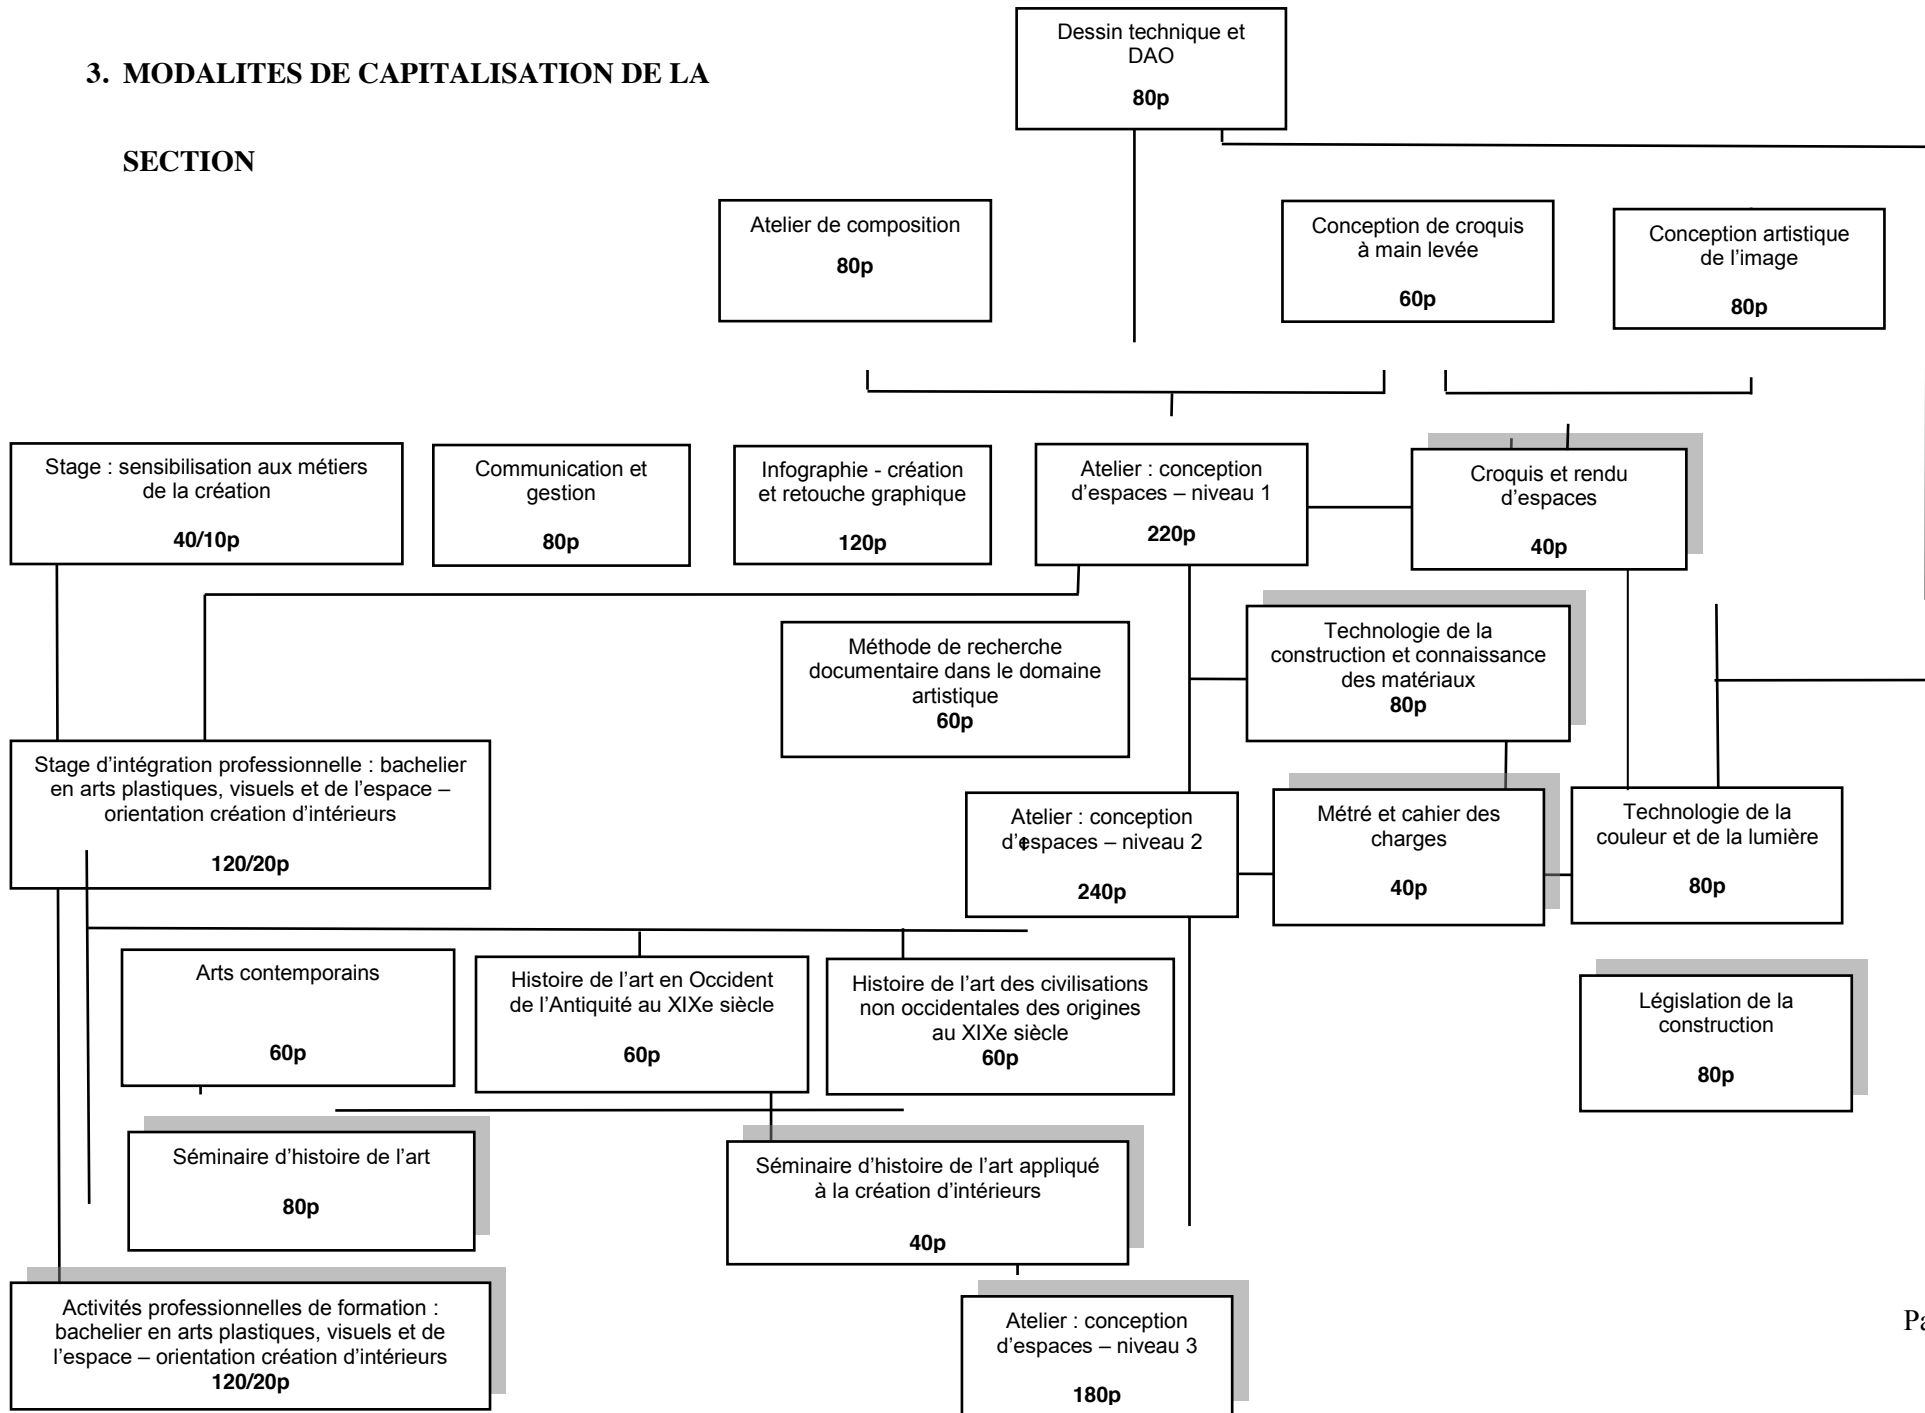 3. MODALITES DE CAPITALISATION DE LA
SECTION
Dessin technique et
DAO
80p
Atelier de composition
80p
Conception de croquis
à main levée
60p
Conception artistique
de l’image
80p
Stage : sensibilisation aux métiers
de la création
40/10p
Communication et
gestion
80p
Infographie - création
et retouche graphique
120p
Atelier : conception
d’espaces – niveau 1
220p
Croquis et rendu
d’espaces
40p
Méthode de recherche
documentaire dans le domaine
artistique
60p
Technologie de la
construction et connaissance
des matériaux
80p
Stage d’intégration professionnelle : bachelier
en arts plastiques, visuels et de l’espace –
orientation création d’intérieurs
120/20p
Atelier : conception
d’espaces – niveau 2
240p
Métré et cahier des
charges
40p
Technologie de la
couleur et de la lumière
80p
Arts contemporains
60p
Histoire de l’art en Occident
de l’Antiquité au XIXe siècle
60p
Histoire de l’art des civilisations
non occidentales des origines
au XIXe siècle
60p
Législation de la
construction
80p
Séminaire d’histoire de l’art
80p
Séminaire d’histoire de l’art appliqué
à la création d’intérieurs
40p
Activités professionnelles de formation :
bachelier en arts plastiques, visuels et de
l’espace – orientation création d’intérieurs
120/20p
Atelier : conception
d’espaces – niveau 3
180p
Pa